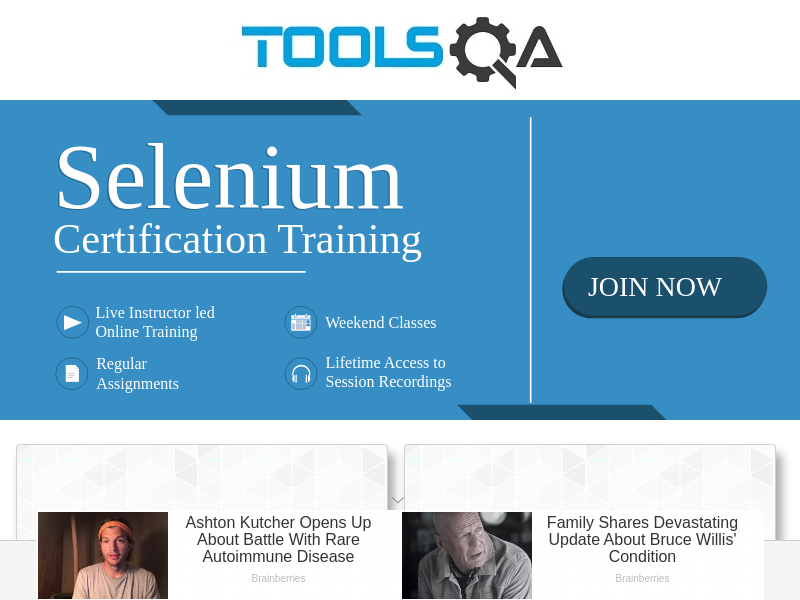 TOOLSQA
Selenium
Certification Training
JOIN NOW
Live Instructor led
Online Training
Weekend Classes
Regular
Assignments
Lifetime Access to
Session Recordings
Ashton Kutcher Opens Up
About Battle With Rare
Autoimmune Disease
Brainberries
Family Shares Devastating
Update About Bruce Willis'
Condition
Brainberries